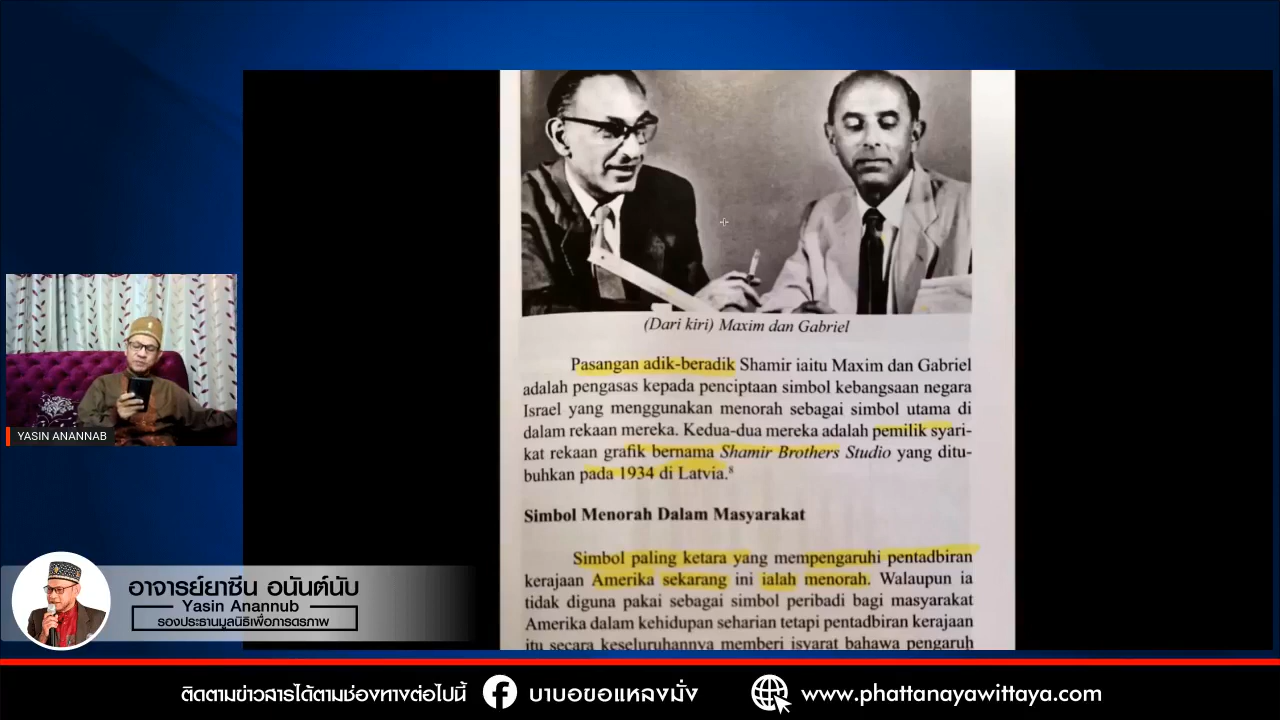 (Dari kiri) Maxim dan Gabriel
Pasangan adik-beradik Shamir iaitu Maxim dan Gabriel
adalah pengasas kepada penciptaan simbol kebangsaan negara
Israel yang menggunakan menorah sebagai simbol utama di
dalam rekaan mereka. Kedua-dua mereka adalah pemilik syari-
kat rekaan grafik bernama Shamir Brothers Studio yang ditu-
buhkan pada 1934 di Latvia.8
Simbol Menorah Dalam Masyarakat
Simbol paling ketara yang mempengaruhi pentadbiran
kerajaan Amerika sekarang ini ialah menorah. Walaupun ia
tidak diguna pakai sebagai simbol peribadi bagi masyarakat
Amerika dalam kehidupan seharian tetapi pentadbiran kerajaan
itu secara keseluruhannya memberi isyarat bahawa pengaruh
YASIN ANANNAB
อาจารย์ยาซีน อนันต์นับ
Yasin Anannub
รองประธานมูลนิธิเพื่อการตรภาพ
ติดตามข่าวสารได้ตามช่องทางต่อไปนี้
บาบอขอแหลงมั่ง
www.phattanayawittaya.com